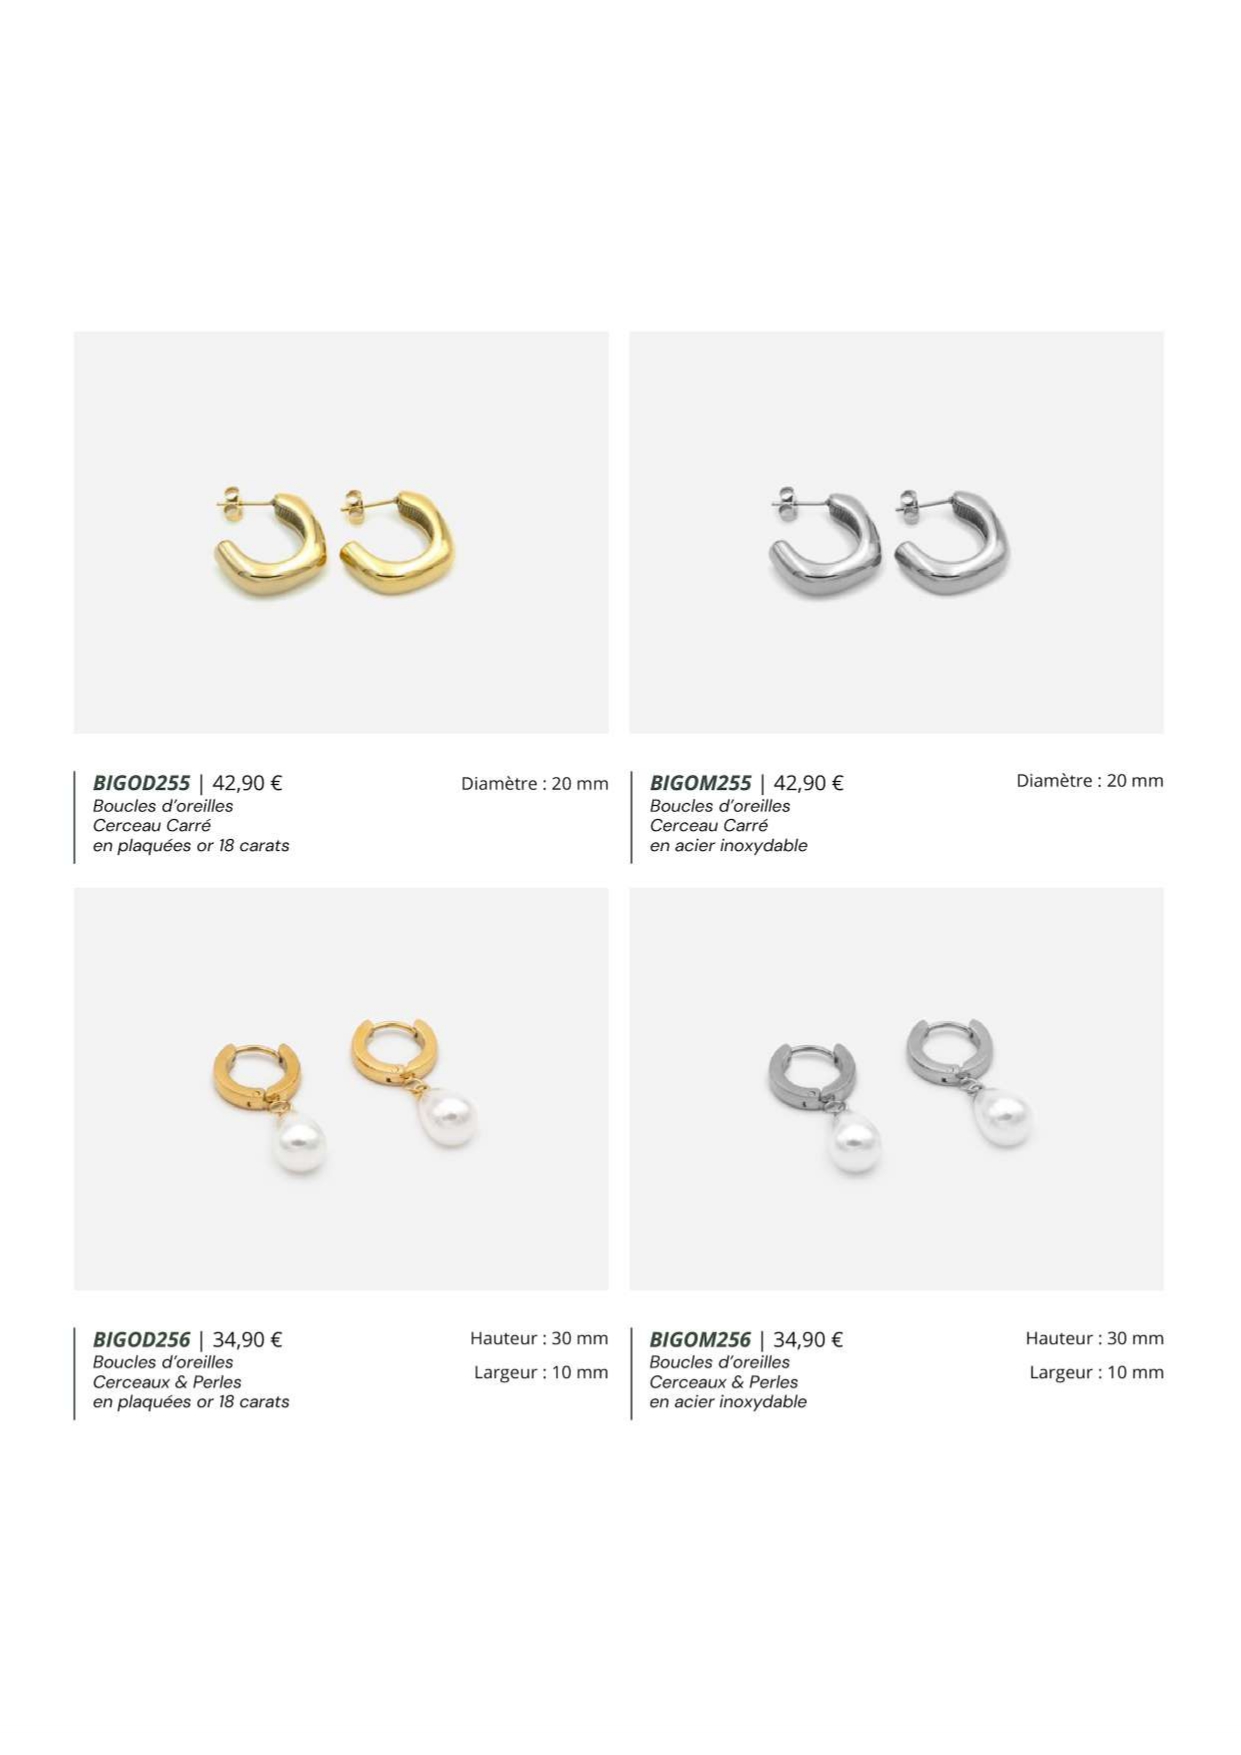 BIGOD255 | 42,90 €
Diamètre : 20 mm
Boucles d'oreilles
Cerceau Carré
en plaquées or 18 carats
BIGOM255 | 42,90 €
Diamètre : 20 mm
Boucles d'oreilles
Cerceau Carré
en acier inoxydable
BIGOD256 | 34,90 €
Hauteur : 30 mm
Boucles d'oreilles
Largeur : 10 mm
Cerceaux & Perles
en plaquées or 18 carats
BIGOM256 | 34,90 €
Hauteur : 30 mm
Boucles d'oreilles
Largeur : 10 mm
Cerceaux & Perles
en acier inoxydable